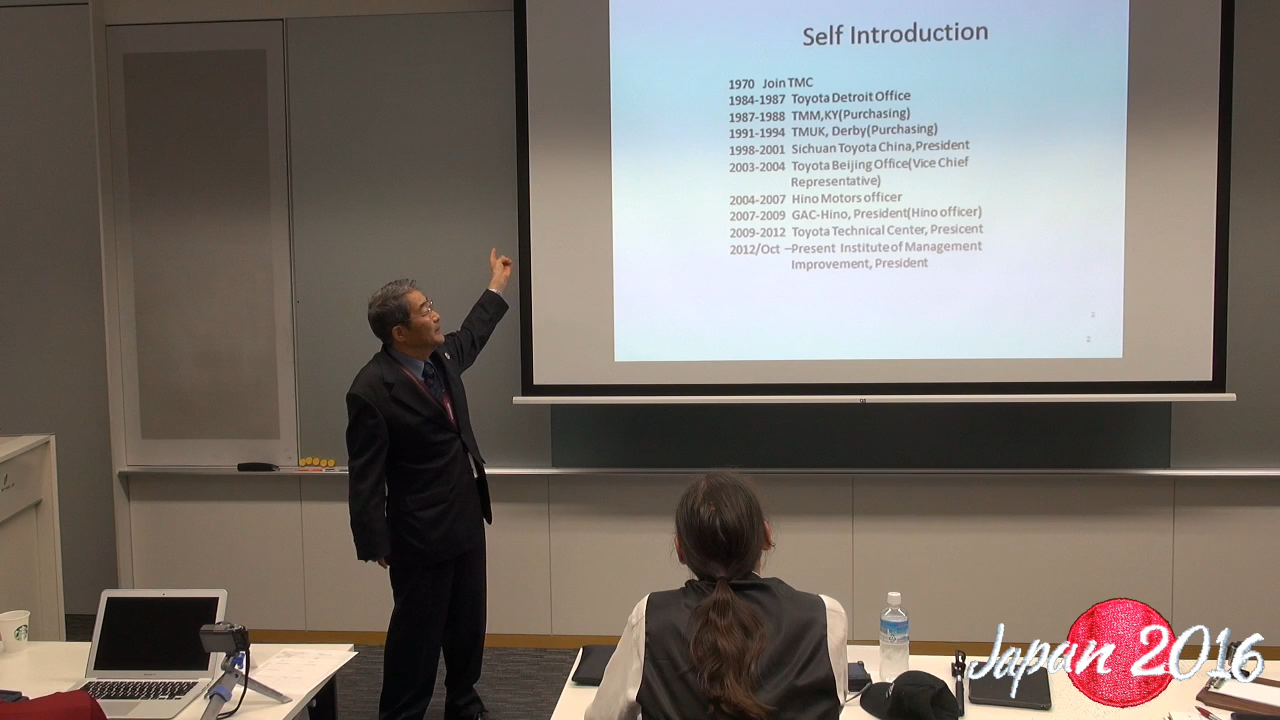 Self Introduction
1970 Join TMC
1984-1987 Toyota Detroit Office
1987-1988 TMM,KY(Purchasing)
1991-1994 TMUK, Derby(Purchasing)
1998-2001 Sichuan Toyota China,President
2003-2004 Toyota Beijing Office(Vice Chief
Representative)
2004-2007 Hino Motors officer
2007-2009 GAC-Hino, President(Hino officer)
2009-2012 Toyota Technical Center, Presicent
2012/Oct –Present Institute of Management
Improvement, President
Japan 2016